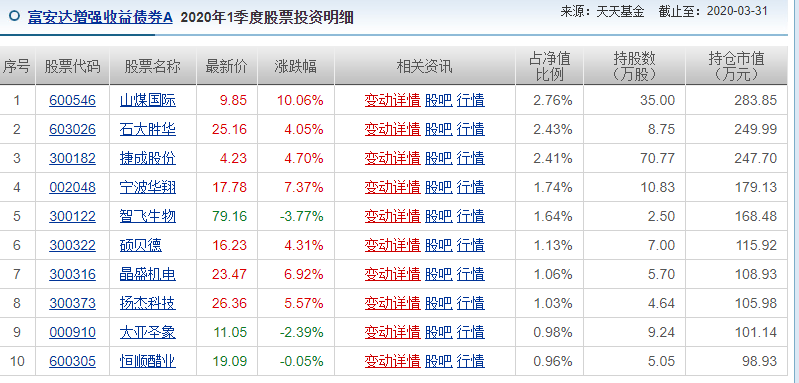 富安达增强收益债券A 2020年1季度股票投资明细 来源：天天基金 截止至：2020-03-31
序号 股票代码 股票名称 最新价 涨跌幅 相关资讯 占净值比例 持股数（万股） 持仓市值（万元）
1 600546 山煤国际 9.85 10.06% 变动详情 股吧 行情 2.76% 35.00 283.85
2 603026 石大胜华 25.16 4.05% 变动详情 股吧 行情 2.43% 8.75 249.99
3 300182 捷成股份 4.23 4.70% 变动详情 股吧 行情 2.41% 70.77 247.70
4 002048 宁波华翔 17.78 7.37% 变动详情 股吧 行情 1.74% 10.83 179.13
5 300122 智飞生物 79.16 -3.77% 变动详情 股吧 行情 1.64% 2.50 168.48
6 300322 硕贝德 16.23 4.31% 变动详情 股吧 行情 1.13% 7.00 115.92
7 300316 晶盛机电 23.47 6.92% 变动详情 股吧 行情 1.06% 5.70 108.93
8 300373 扬杰科技 26.36 5.57% 变动详情 股吧 行情 1.03% 4.64 105.98
9 000910 大亚圣象 11.05 -2.39% 变动详情 股吧 行情 0.98% 9.24 101.14
10 600305 恒顺醋业 19.09 -0.05% 变动详情 股吧 行情 0.96% 5.05 98.93